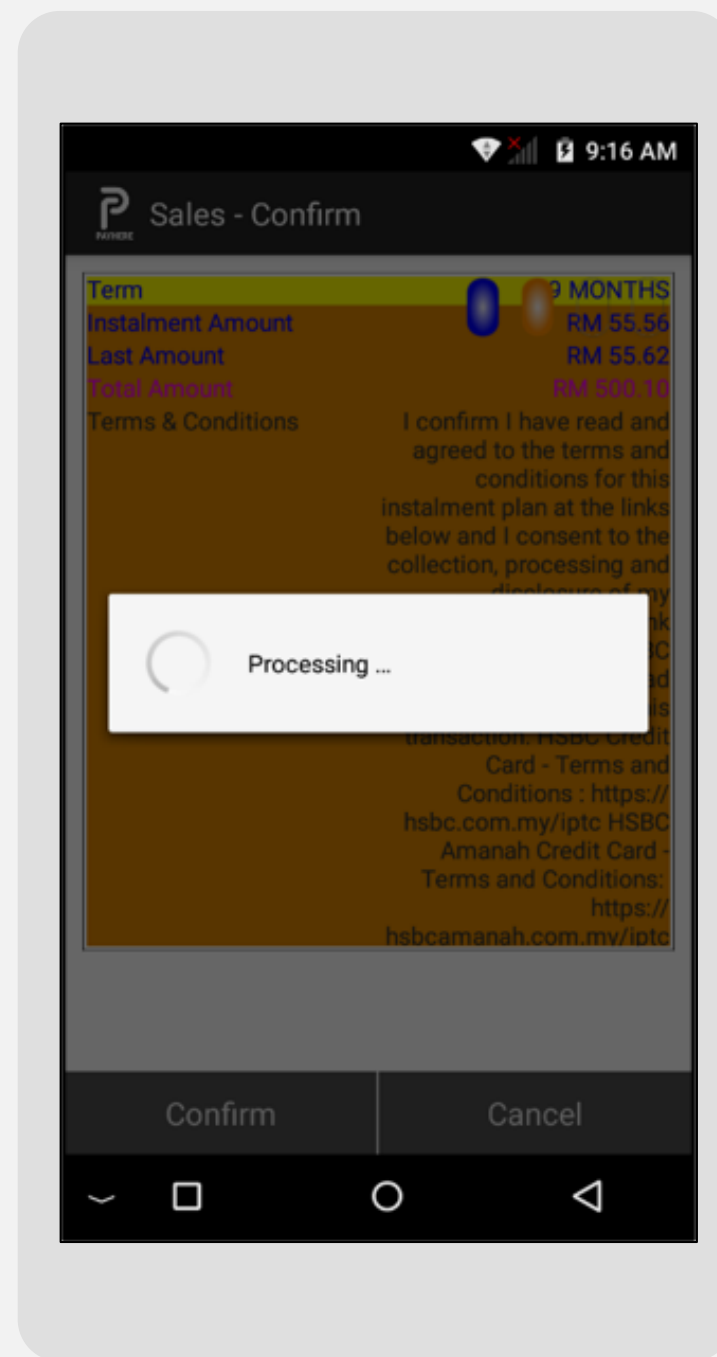 9:16 AM
PAYHERE
Sales - Confirm
Term 9 MONTHS
Instalment Amount RM 55.56
Last Amount RM 55.62
Total Amount RM 500.10
Terms & Conditions I confirm I have read and
agreed to the terms and
conditions for this
instalment plan at the links
below and I consent to the
collection, processing and
disclosure of my
Processing ...
transaction. HSBC Credit
Card - Terms and
Conditions : https://
hsbc.com.my/iptc HSBC
Amanah Credit Card -
Terms and Conditions:
https://
hsbcamanah.com.my/iptc
Confirm Cancel